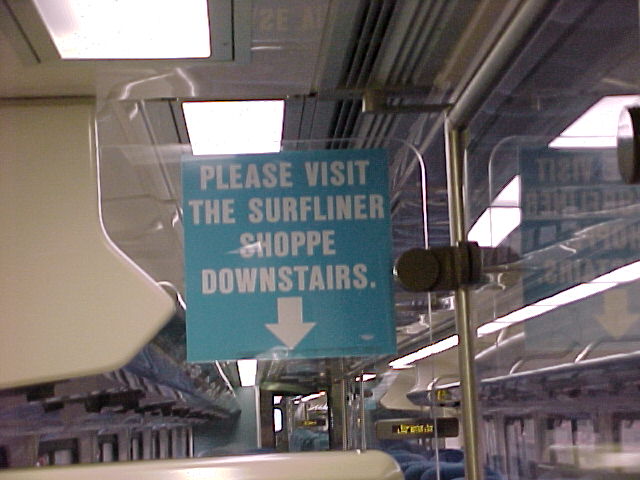 PLEASE VISIT
THE SURFLINER
SHOPPE
DOWNSTAIRS.